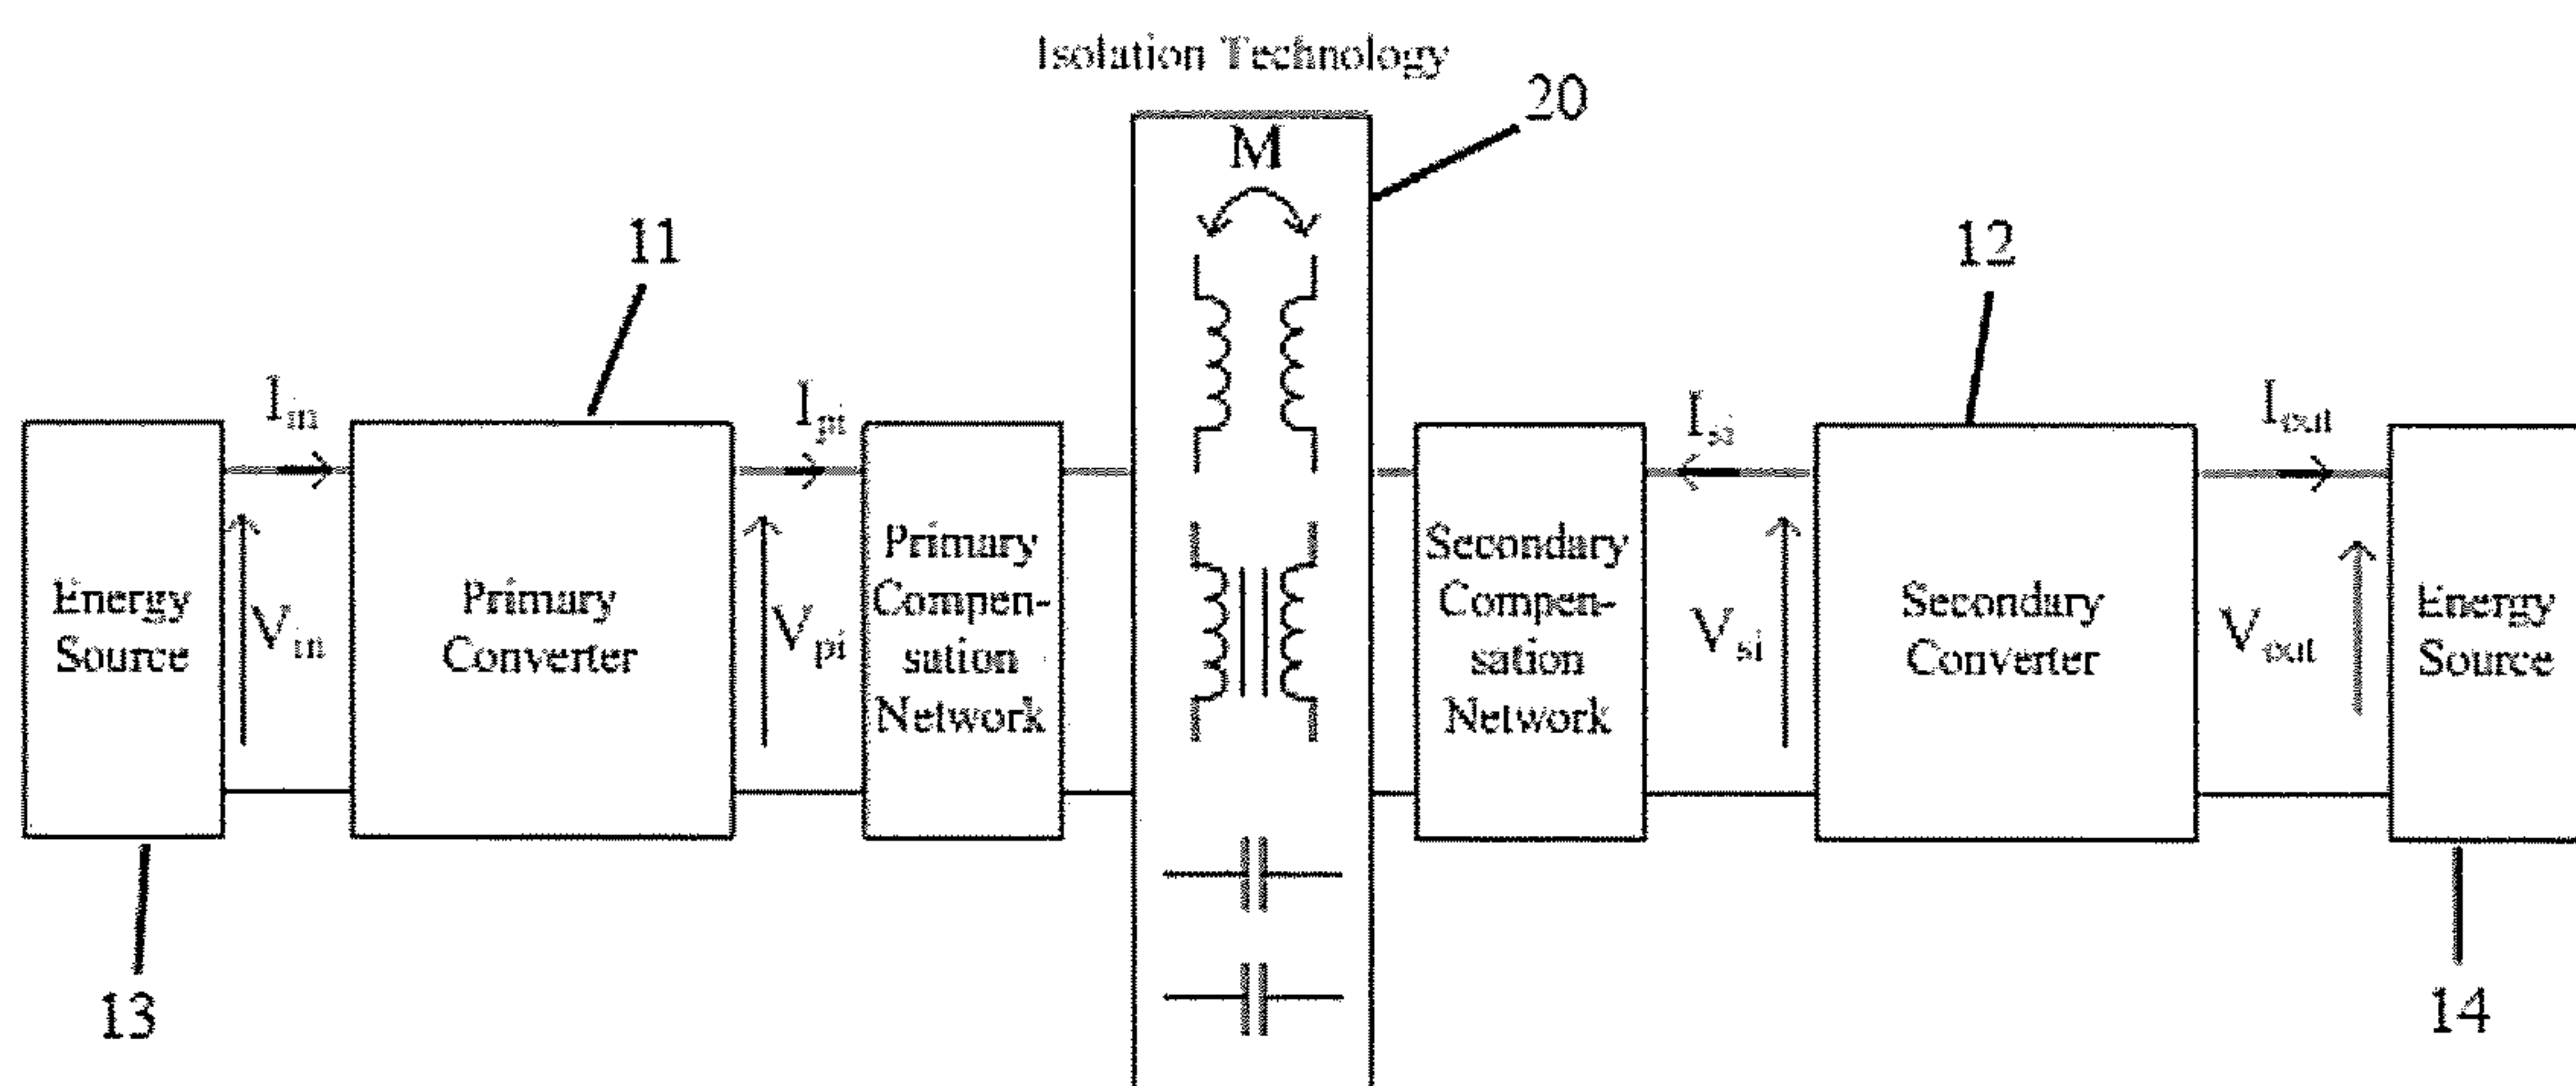 Isolation Technology
20
M
11
12
I_in
I_pi
I_si
I_out
Energy
Source
V_in
Primary
Converter
V_pi
Primary
Compen-
sation
Network
Secondary
Compen-
sation
Network
V_si
Secondary
Converter
V_out
Energy
Source
13
14